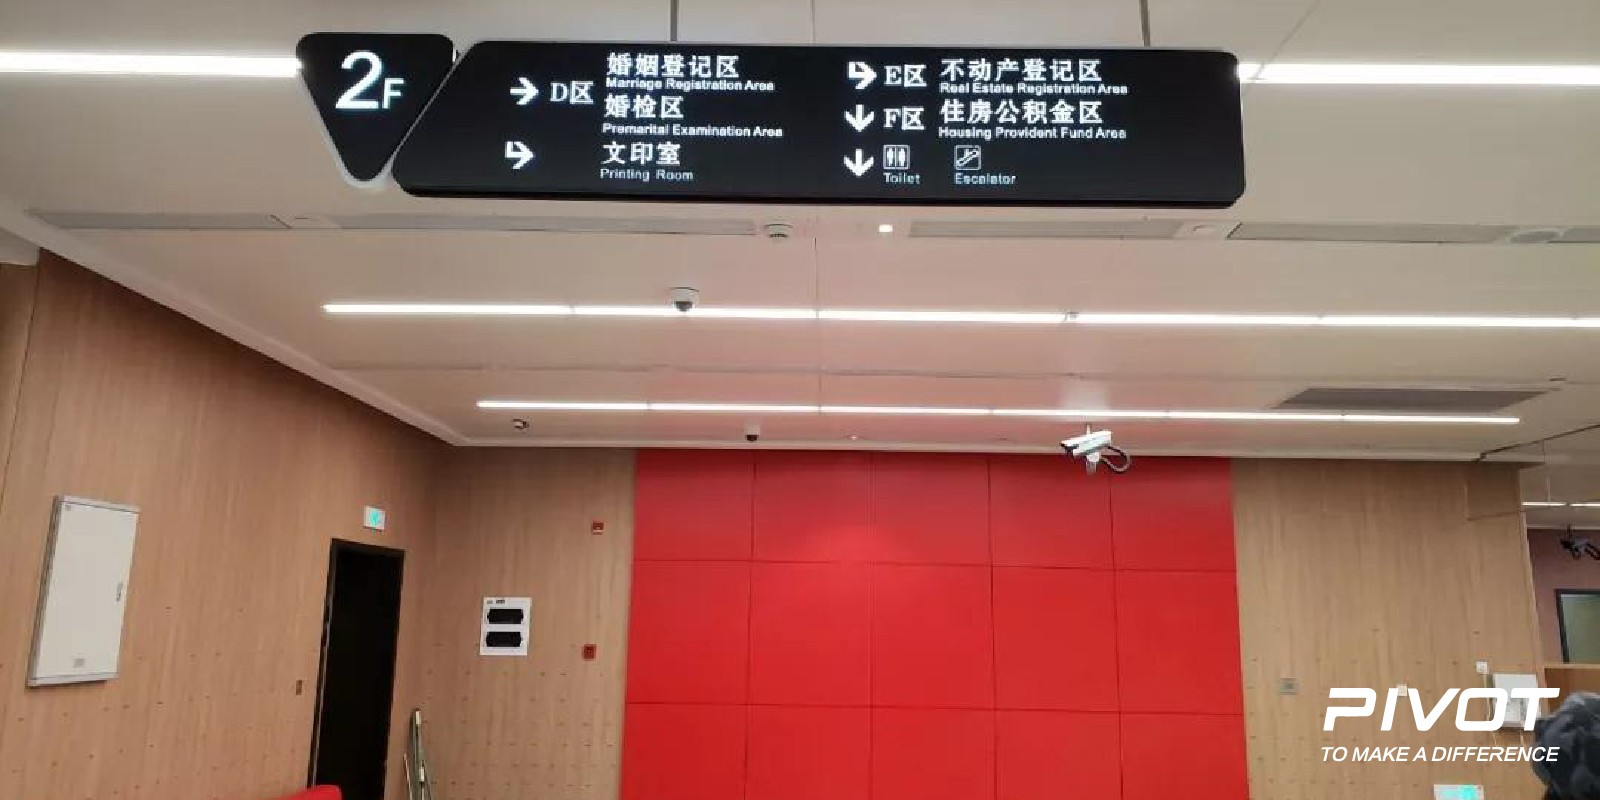 2F
D区 婚姻登记区
Marriage Registration Area
婚检区
Premarital Examination Area
文印室
Printing Room
E区 不动产登记区
Real Estate Registration Area
F区 住房公积金区
Housing Provident Fund Area
Toilet Escalator
PIVOT
TO MAKE A DIFFERENCE